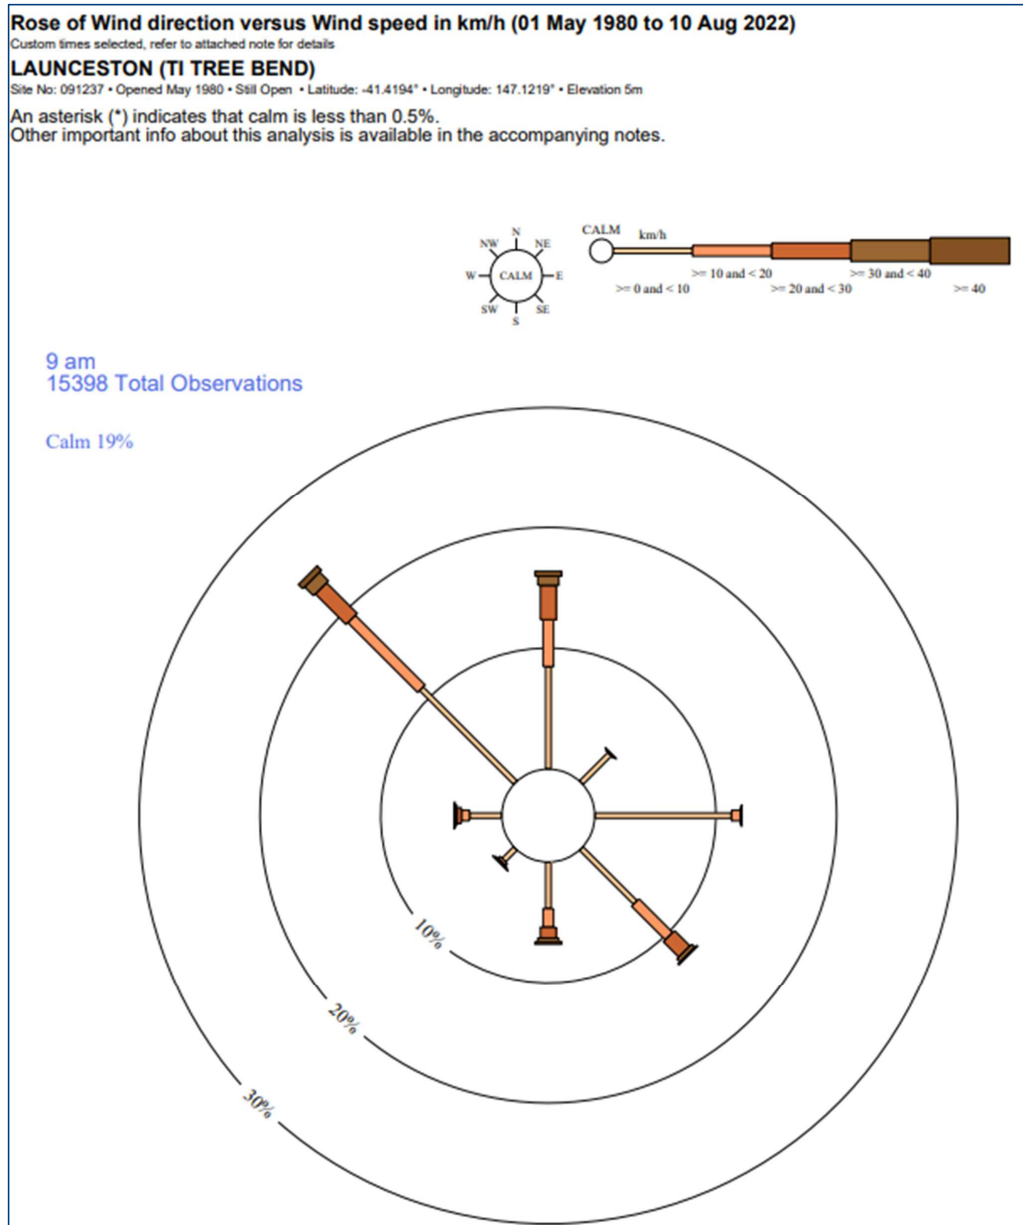 Rose of Wind direction versus Wind speed in km/h (01 May 1980 to 10 Aug 2022)
Custom times selected, refer to attached note for details
LAUNCESTON (TI TREE BEND)
Site No: 091237 • Opened May 1980 • Still Open • Latitude: -41.4194° • Longitude: 147.1219° • Elevation 5m
An asterisk (*) indicates that calm is less than 0.5%.
Other important info about this analysis is available in the accompanying notes.
N
NW NE
W CALM E
SW SE
S
CALM km/h
>= 10 and < 20 >= 30 and < 40
>= 0 and < 10 >= 20 and < 30 >= 40
9 am
15398 Total Observations
Calm 19%
10%
20%
30%